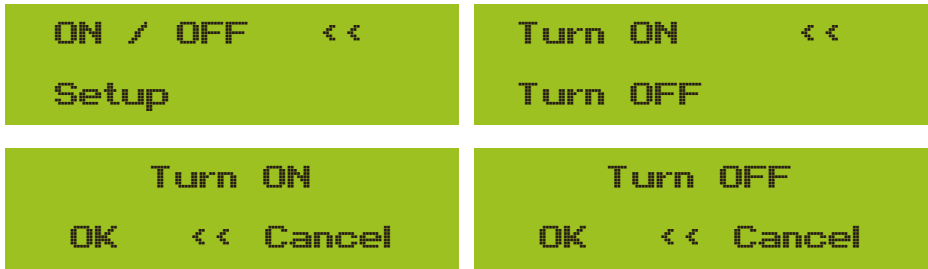 ON / OFF <<
Setup
Turn ON <<
Turn OFF
Turn ON
OK << Cancel
Turn OFF
OK << Cancel